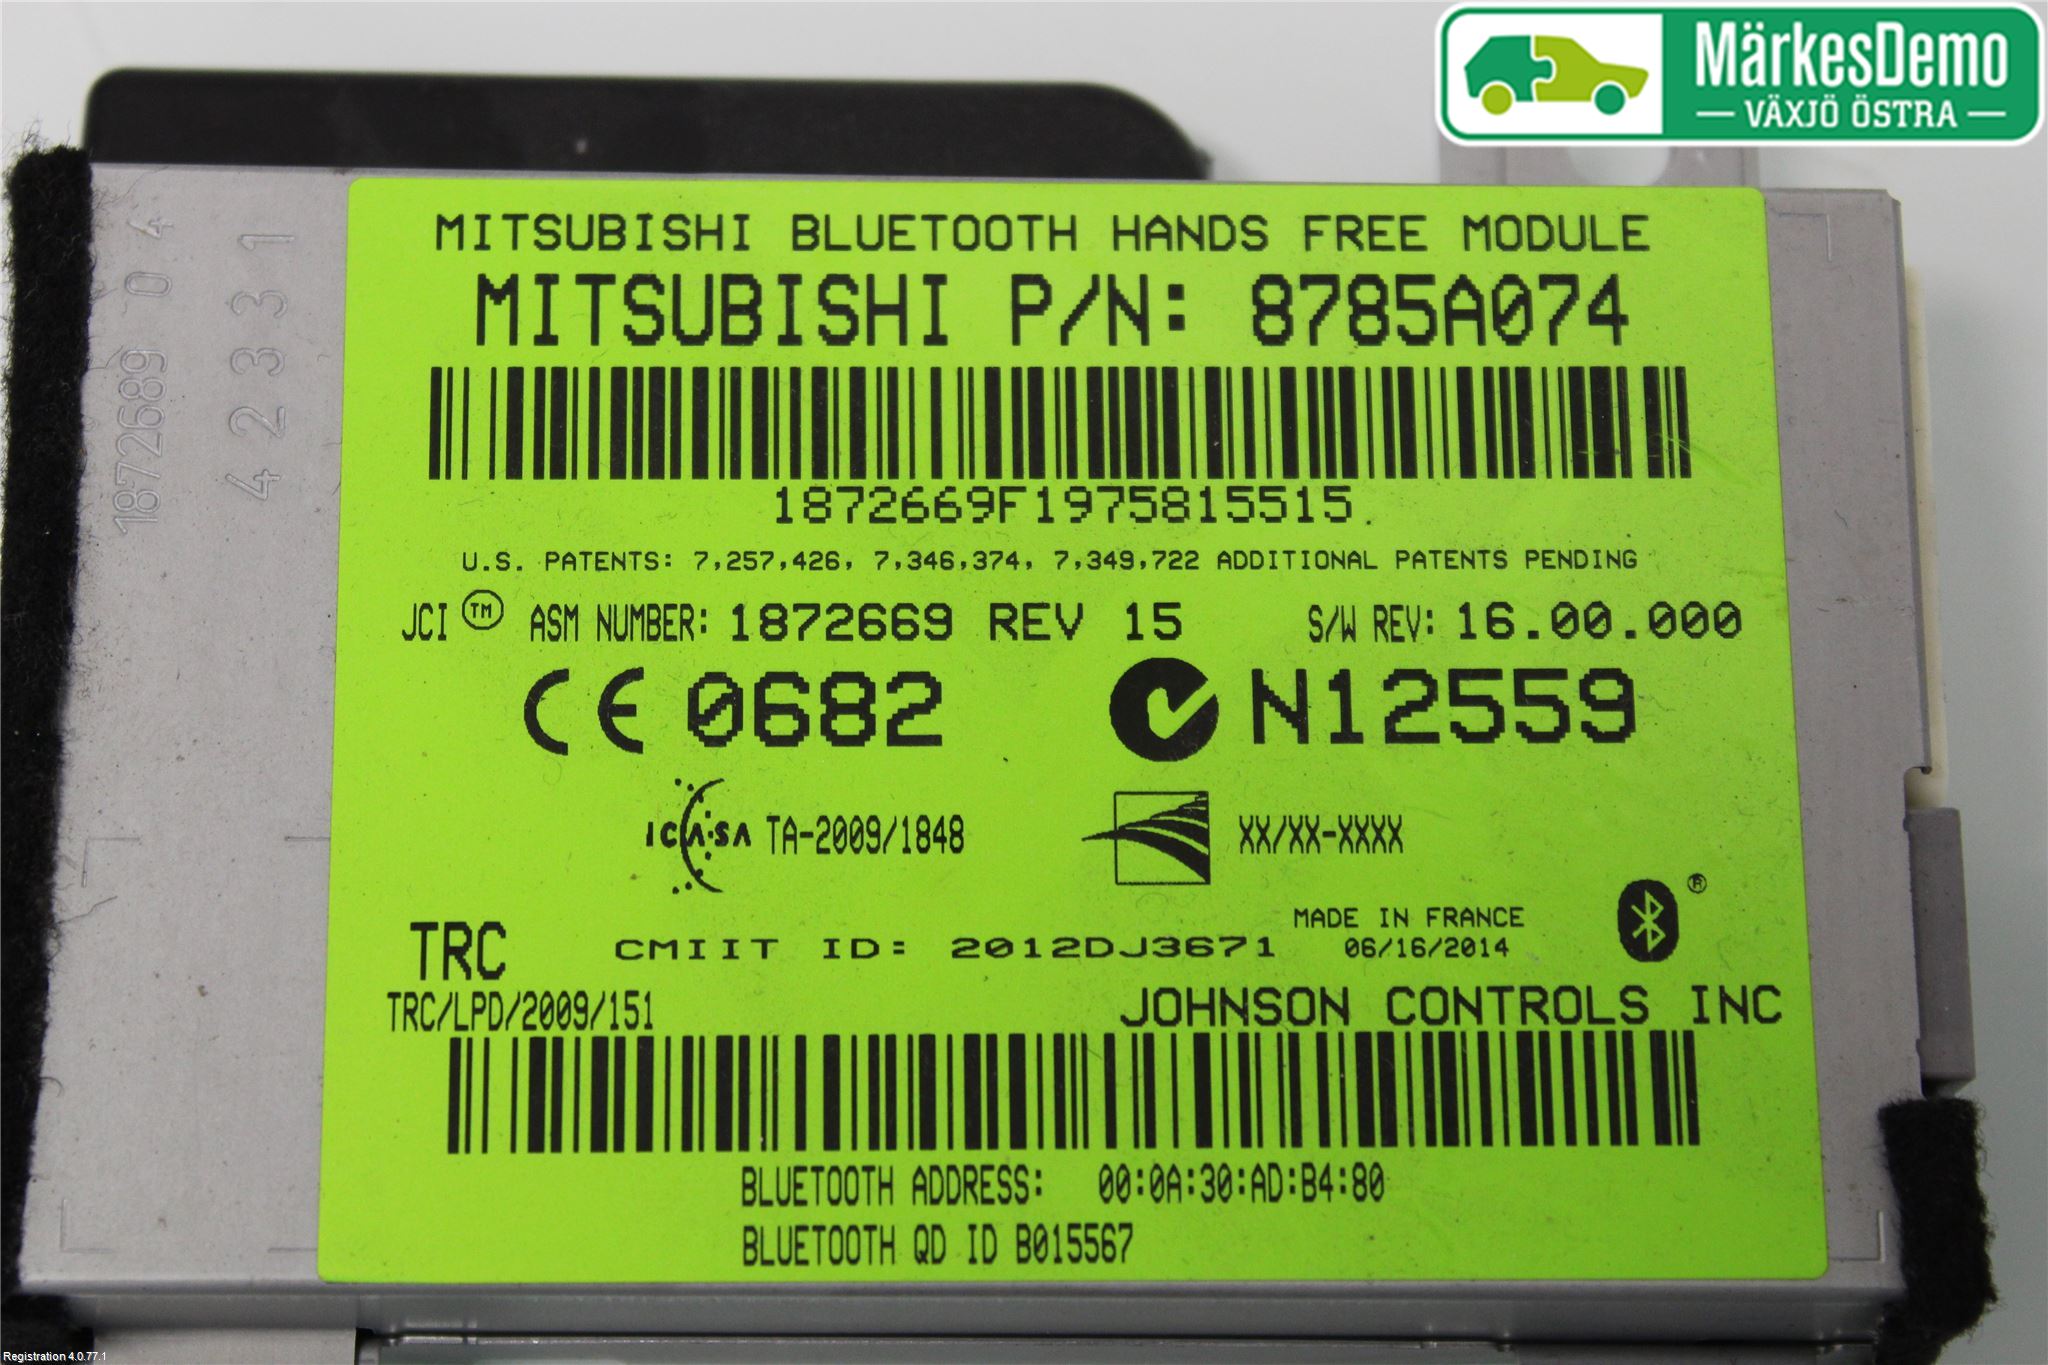 MärkesDemo
VÄXJÖ ÖSTRA
1872689 0 4
4 2 3 3 1
MITSUBISHI BLUETOOTH HANDS FREE MODULE
MITSUBISHI P/N: 8785A074
1872669F1975815515
U.S. PATENTS: 7,257,426, 7,346,374, 7,349,722 ADDITIONAL PATENTS PENDING
JCI TM ASM NUMBER: 1872669 REV 15 S/W REV: 16.00.000
CE 0682 N12559
ICASA TA-2009/1848 XX/XX-XXXX
MADE IN FRANCE ®
TRC CMIIT ID: 2012DJ3671 06/16/2014
TRC/LPD/2009/151 JOHNSON CONTROLS INC
BLUETOOTH ADDRESS: 00:0A:30:AD:B4:80
BLUETOOTH QD ID B015567
Registration 4.0.77.1